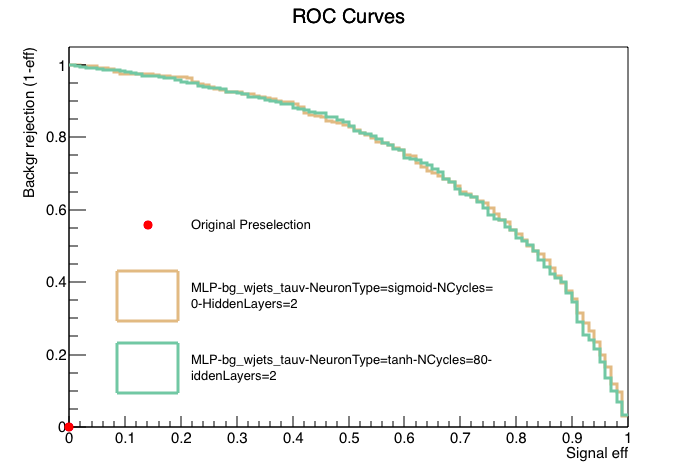 ROC Curves
Backgr rejection (1-eff)
1
0.8
0.6
0.4
0.2
0
Original Preselection
MLP-bg_wjets_tauv-NeuronType=sigmoid-NCycles=
0-HiddenLayers=2
MLP-bg_wjets_tauv-NeuronType=tanh-NCycles=80-
iddenLayers=2
0 0.1 0.2 0.3 0.4 0.5 0.6 0.7 0.8 0.9 1
Signal eff